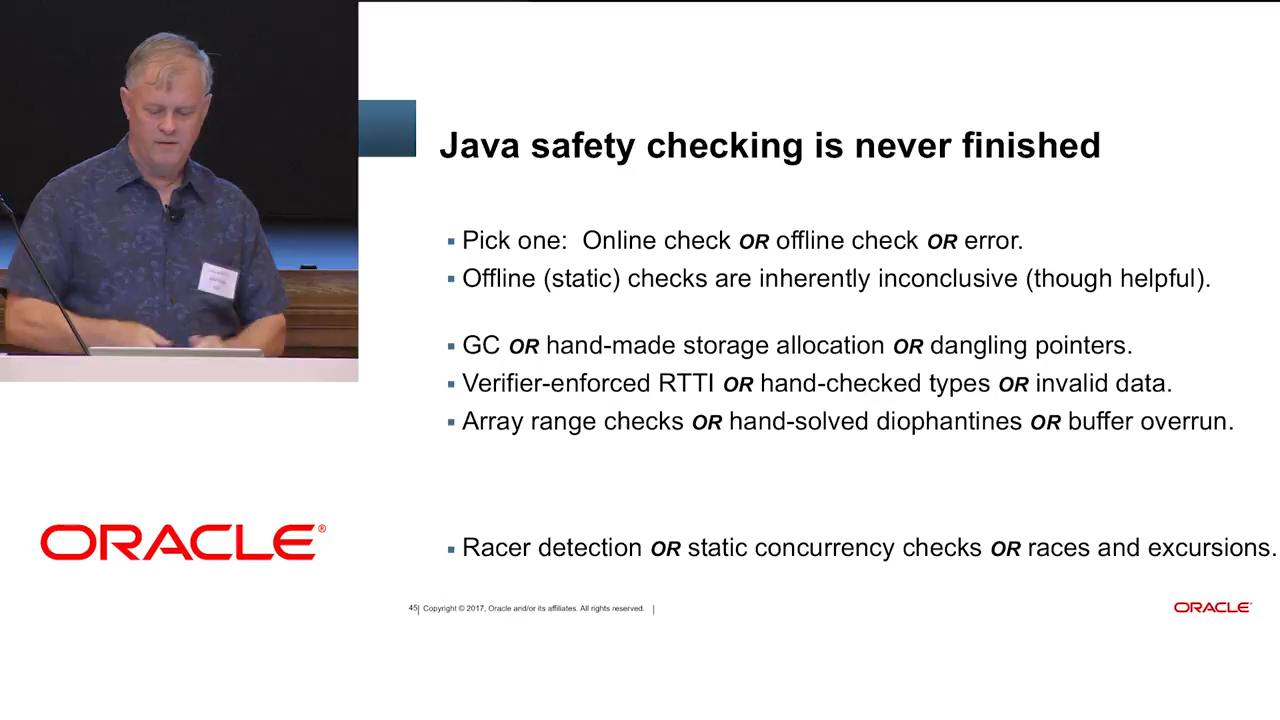 Java safety checking is never finished
Pick one: Online check OR offline check OR error.
Offline (static) checks are inherently inconclusive (though helpful).
GC OR hand-made storage allocation OR dangling pointers.
Verifier-enforced RTTI OR hand-checked types OR invalid data.
Array range checks OR hand-solved diophantines OR buffer overrun.
ORACLE®
Racer detection OR static concurrency checks OR races and excursions.
45| Copyright © 2017, Oracle and/or its affiliates. All rights reserved. |
ORACLE®